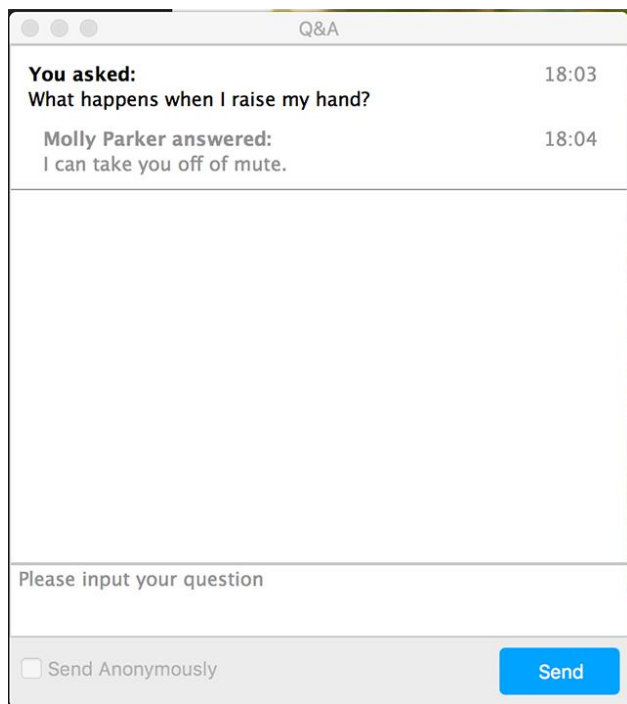 Q&A
You asked: 18:03
What happens when I raise my hand?
Molly Parker answered: 18:04
I can take you off of mute.
Please input your question
Send Anonymously Send